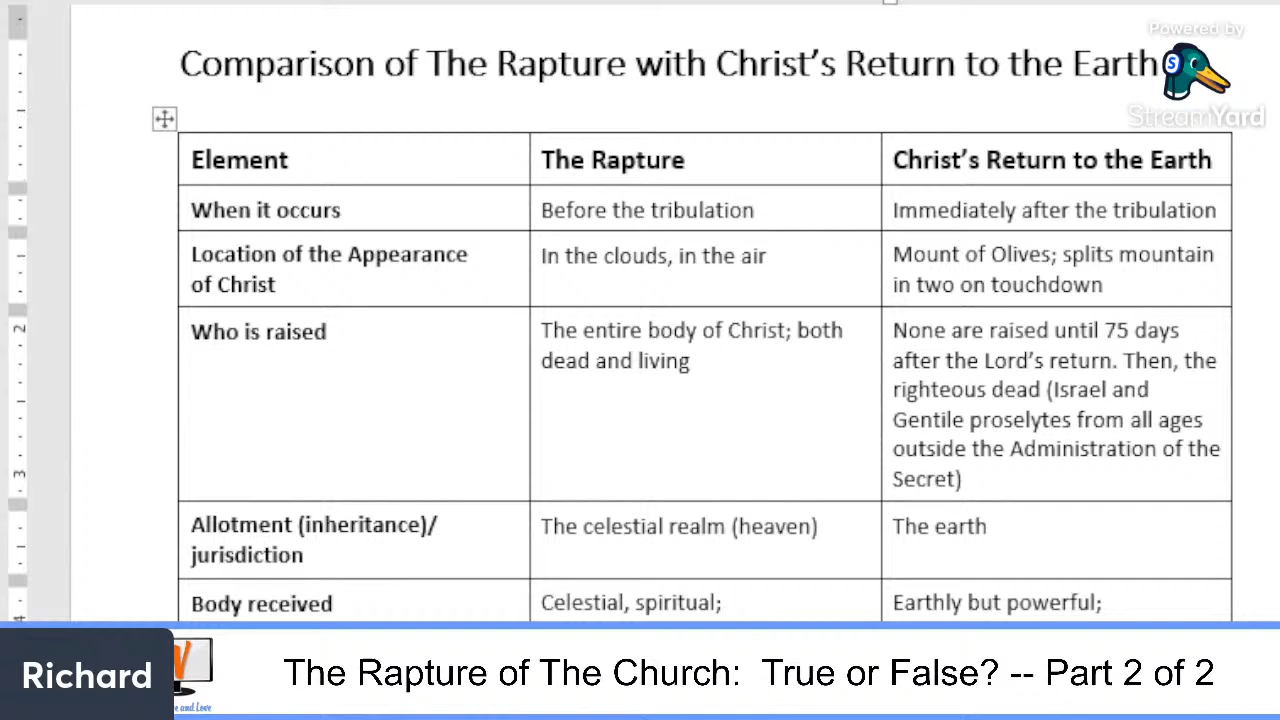 Powered by
StreamYard
Comparison of The Rapture with Christ's Return to the Earth
Element
The Rapture
Christ's Return to the Earth
When it occurs
Before the tribulation
Immediately after the tribulation
Location of the Appearance
of Christ
In the clouds, in the air
Mount of Olives; splits mountain
in two on touchdown
Who is raised
The entire body of Christ; both
dead and living
None are raised until 75 days
after the Lord's return. Then, the
righteous dead (Israel and
Gentile proselytes from all ages
outside the Administration of the
Secret)
Allotment (inheritance)/
jurisdiction
The celestial realm (heaven)
The earth
Body received
Celestial, spiritual;
Earthly but powerful;
2
3
4
Richard
e and Love
The Rapture of The Church: True or False? -- Part 2 of 2